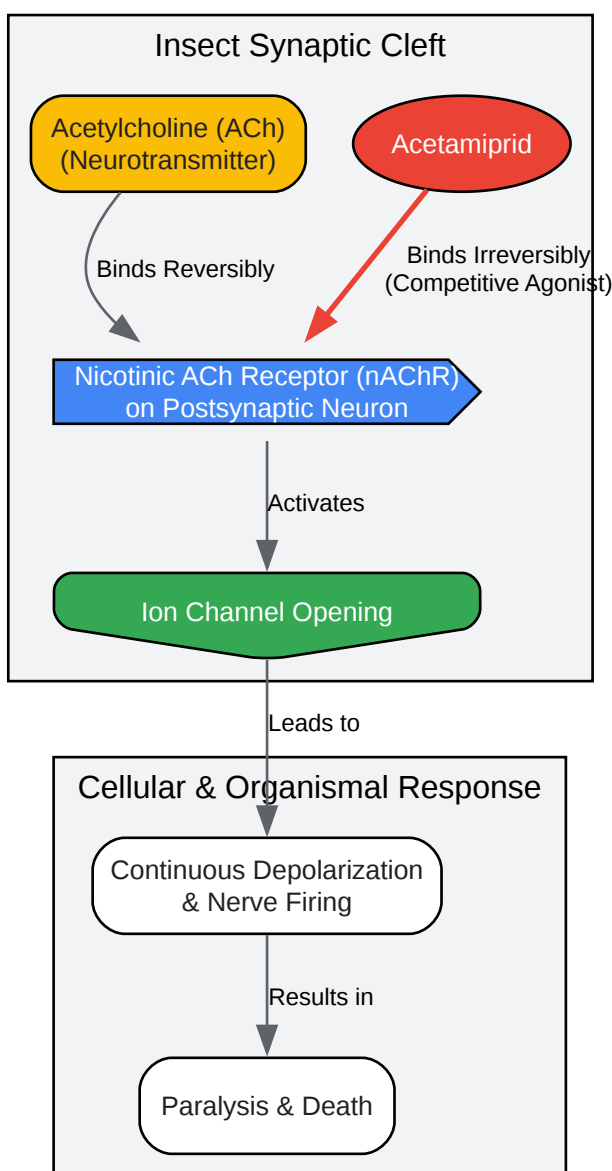 Insect Synaptic Cleft
Acetylcholine (ACh)
(Neurotransmitter)
Acetamiprid
Binds Reversibly
Binds Irreversibly
(Competitive Agonist)
Nicotinic ACh Receptor (nAChR)
on Postsynaptic Neuron
Activates
Ion Channel Opening
Leads to
Cellular & Organismal Response
Continuous Depolarization
& Nerve Firing
Results in
Paralysis & Death